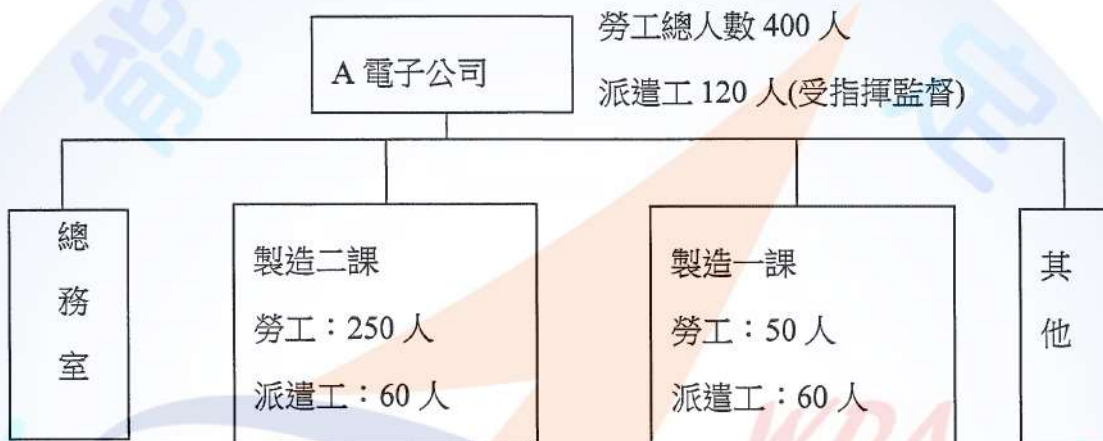 A 電子公司
勞工總人數 400 人
派遣工 120 人(受指揮監督)
總務室
製造二課
勞工：250 人
派遣工：60 人
製造一課
勞工：50 人
派遣工：60 人
其他
能
WDA